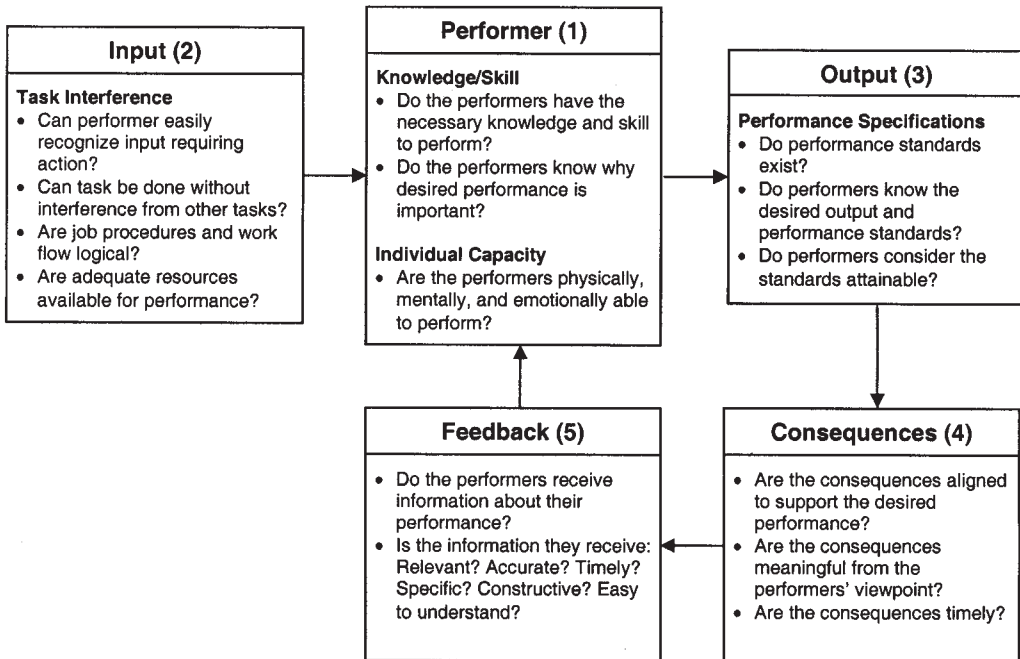 Input (2)
Task Interference
• Can performer easily
recognize input requiring
action?
• Can task be done without
interference from other tasks?
• Are job procedures and work
flow logical?
• Are adequate resources
available for performance?
Performer (1)
Knowledge/Skill
• Do the performers have the
necessary knowledge and skill
to perform?
• Do the performers know why
desired performance is
important?
Individual Capacity
• Are the performers physically,
mentally, and emotionally able
to perform?
Output (3)
Performance Specifications
• Do performance standards
exist?
• Do performers know the
desired output and
performance standards?
• Do performers consider the
standards attainable?
Consequences (4)
• Are the consequences aligned
to support the desired
performance?
• Are the consequences
meaningful from the
performers' viewpoint?
• Are the consequences timely?
Feedback (5)
• Do the performers receive
information about their
performance?
• Is the information they receive:
Relevant? Accurate? Timely?
Specific? Constructive? Easy
to understand?